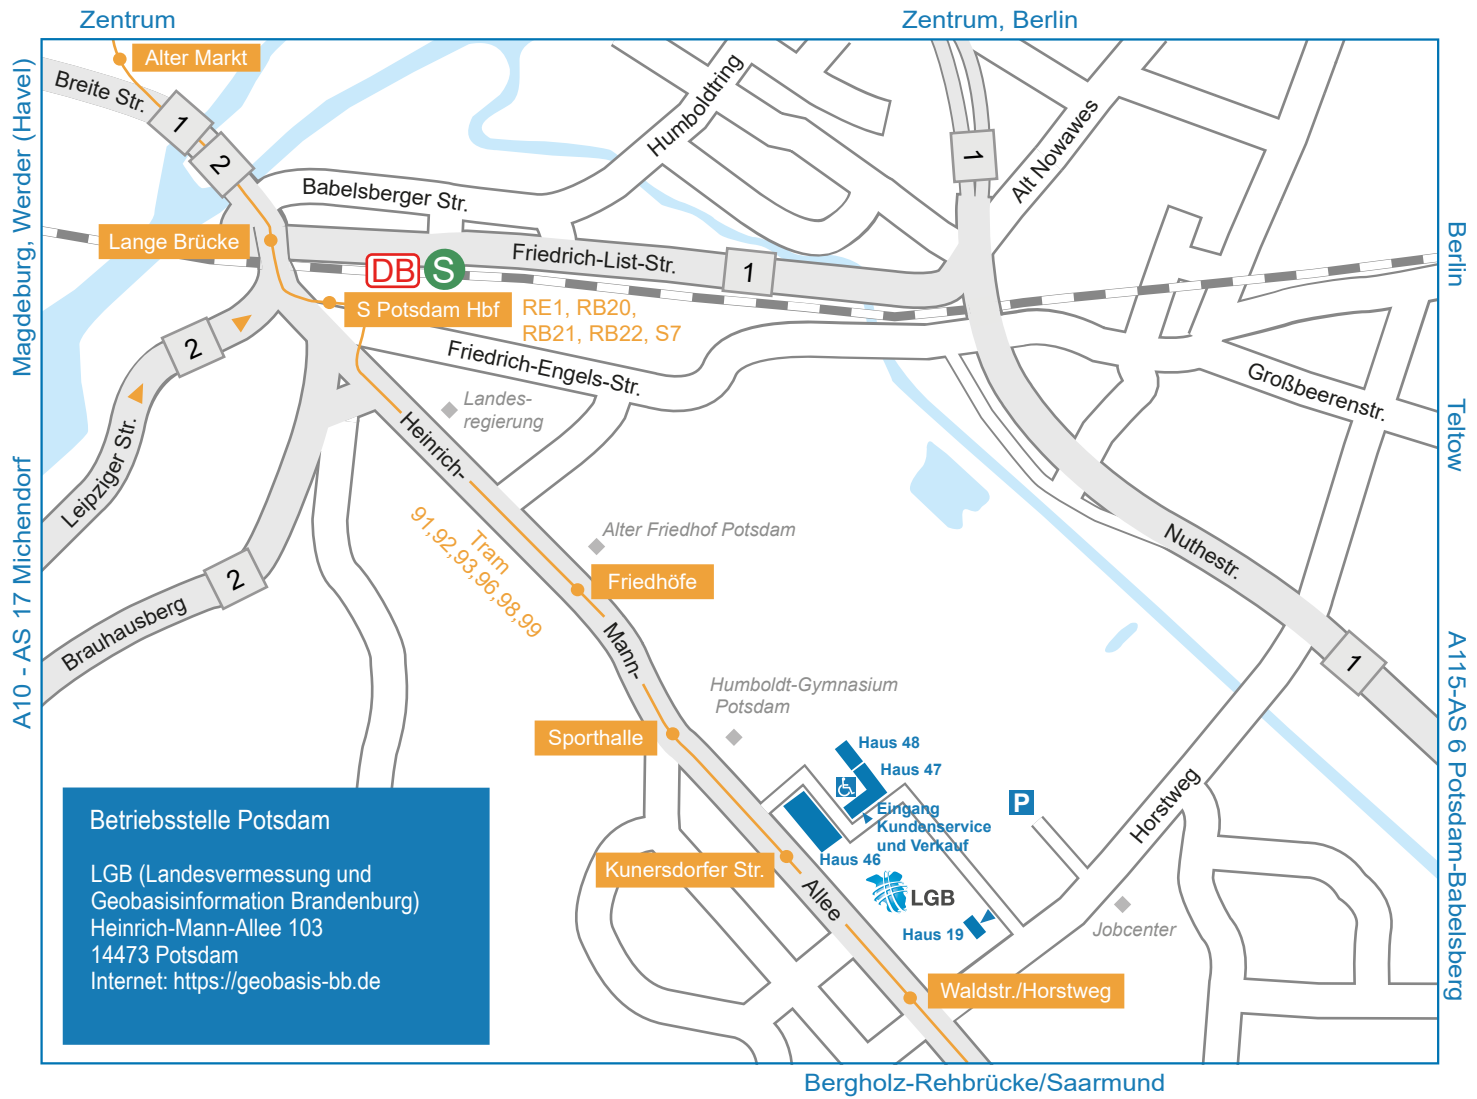 Zentrum
Zentrum, Berlin
Alter Markt
Breite Str.
1
2
Magdeburg, Werder (Havel)
Humboldtring
1
Alt Nowawes
Babelsberger Str.
Lange Brücke
DB
S
Friedrich-List-Str.
1
Berlin
S Potsdam Hbf
RE1, RB20,
RB21, RB22, S7
2
Friedrich-Engels-Str.
Großbeerenstr.
Teltow
Landes-
regierung
Heinrich-
Leipziger Str.
A10 - AS 17 Michendorf
Tram
91,92,93,96,98,99
Alter Friedhof Potsdam
Nuthestr.
Friedhöfe
2
Brauhausberg
Mann-
1
A115-AS 6 Potsdam-Babelsberg
Humboldt-Gymnasium
Potsdam
Sporthalle
Haus 48
Haus 47
Eingang
Kundenservice
und Verkauf
P
Horstweg
Haus 46
Kunersdorfer Str.
Allee
LGB
Haus 19
Jobcenter
Waldstr./Horstweg
Betriebsstelle Potsdam
LGB (Landesvermessung und
Geobasisinformation Brandenburg)
Heinrich-Mann-Allee 103
14473 Potsdam
Internet: https://geobasis-bb.de
Bergholz-Rehbrücke/Saarmund